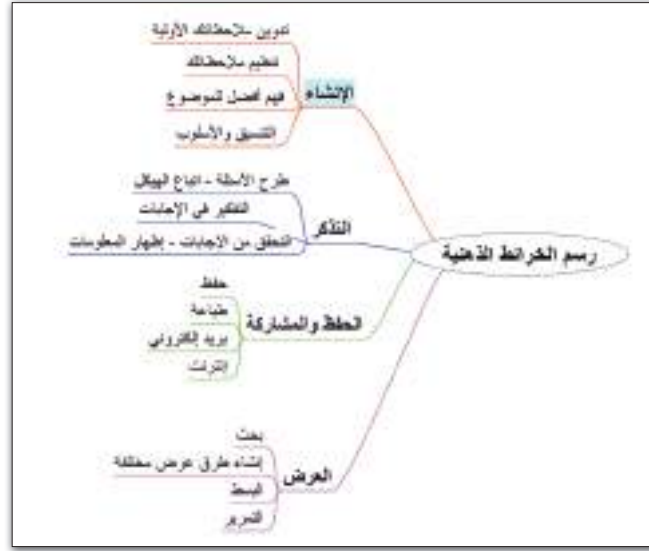 رسم الخرائط الذهنية
الإنشاء
تدوين ملاحظاتك الأولية
تنظيم ملاحظاتك
فهم أفضل للموضوع
التنسيق والأسلوب
التذكر
طرح الأسئلة - اتباع الهيكل
التفكير في الإجابات
التحقق من الاجابات - إظهار المعلومات
الحفظ والمشاركة
حفظ
طباعة
بريد إلكتروني
إنترنت
العرض
بحث
إنشاء طرق عرض مختلفة
البسط
التمرير